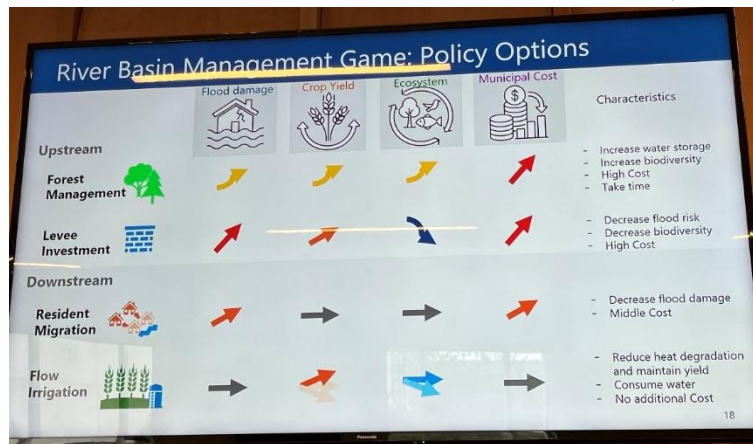 River Basin Management Game: Policy Options
Flood damage
Crop Yield
Ecosystem
Municipal Cost
$
Characteristics
Upstream
Forest
Management
- Increase water storage
- Increase biodiversity
- High Cost
- Take time
Levee
Investment
- Decrease flood risk
- Decrease biodiversity
- High Cost
Downstream
Resident
Migration
- Decrease flood damage
- Middle Cost
Flow
Irrigation
- Reduce heat degradation
and maintain yield
- Consume water
- No additional Cost
18
Panasonic